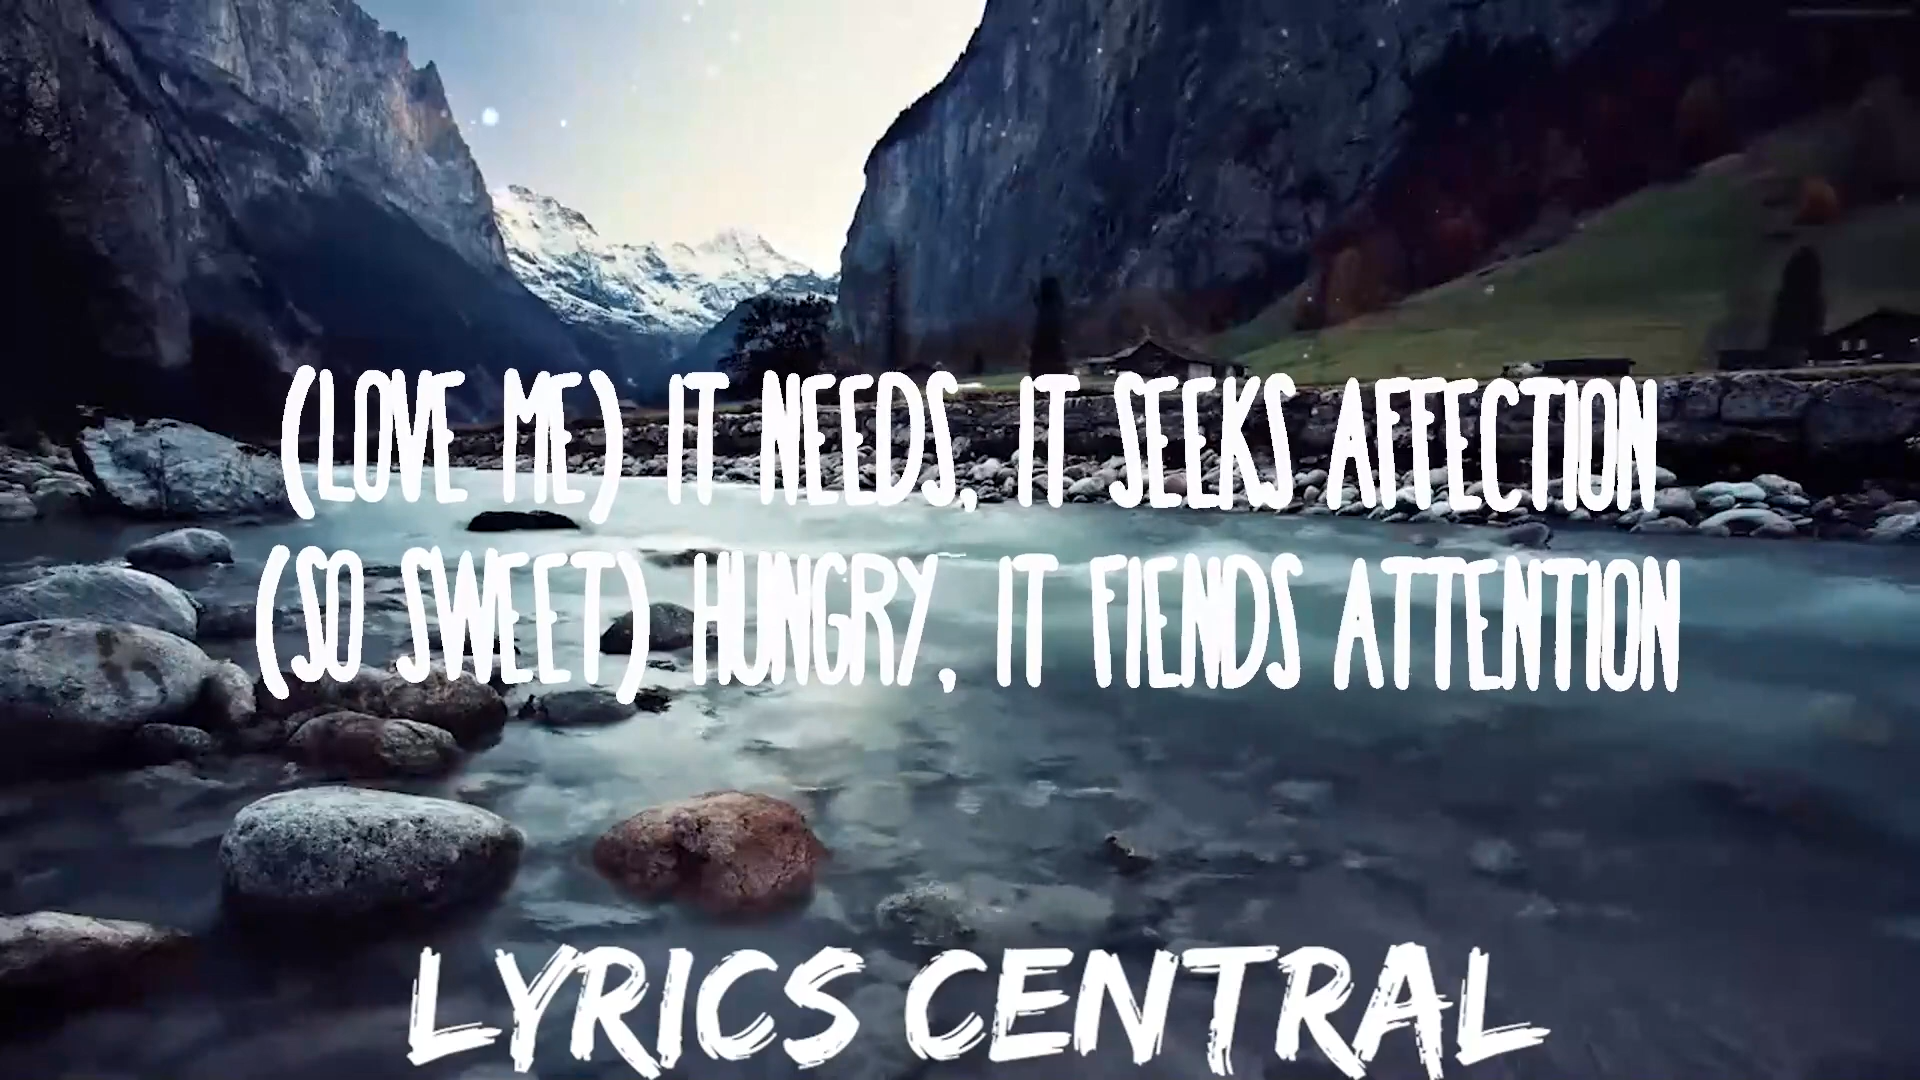 (LOVE ME) IT NEEDS, IT SEEKS AFFECTION
(SO SWEET) HUNGRY, IT FIENDS ATTENTION
LYRICS CENTRAL